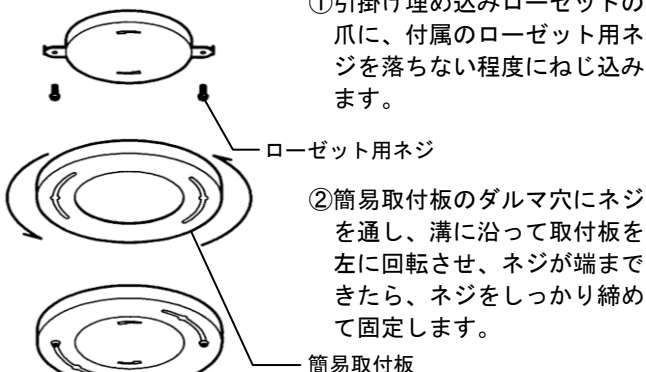 ①引掛け埋め込みローゼットの
爪に、付属のローゼット用ネ
ジを落ちない程度にねじ込み
ます。
ローゼット用ネジ
②簡易取付板のダルマ穴にネジ
を通し、溝に沿って取付板を
左に回転させ、ネジが端まで
きたら、ネジをしっかり締め
て固定します。
簡易取付板